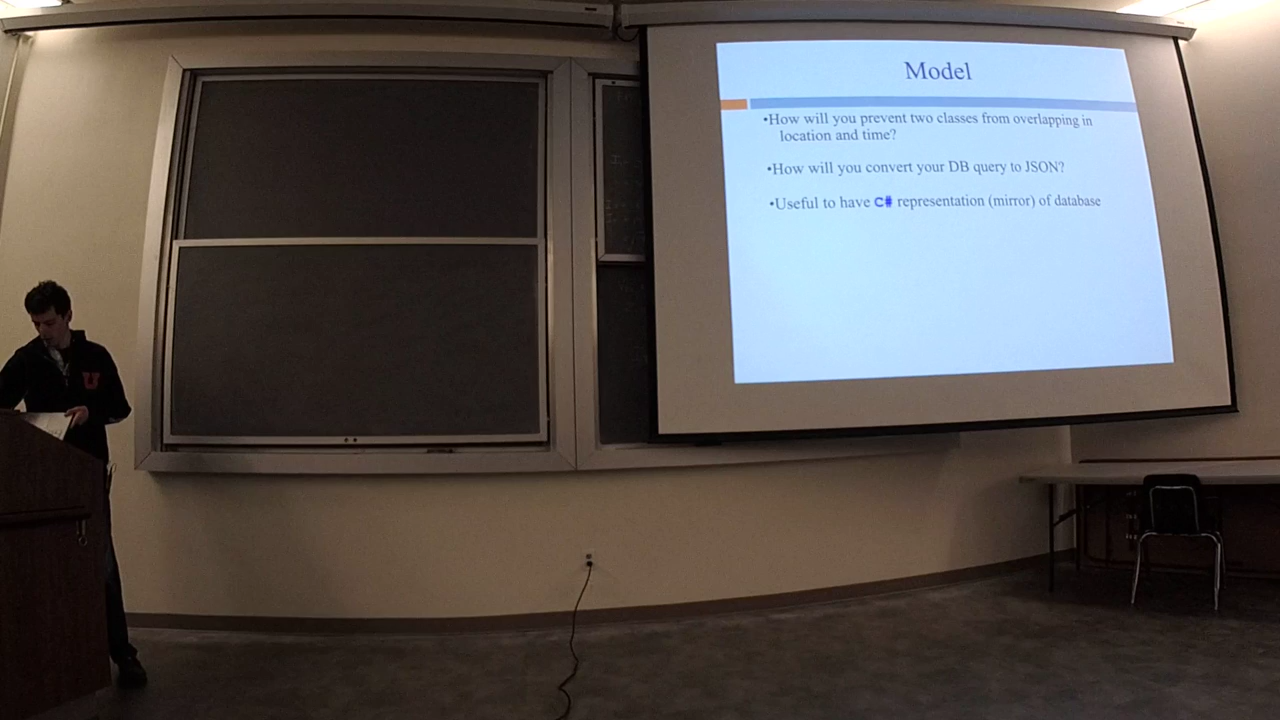 Model
•How will you prevent two classes from overlapping in
location and time?
•How will you convert your DB query to JSON?
•Useful to have C# representation (mirror) of database
U